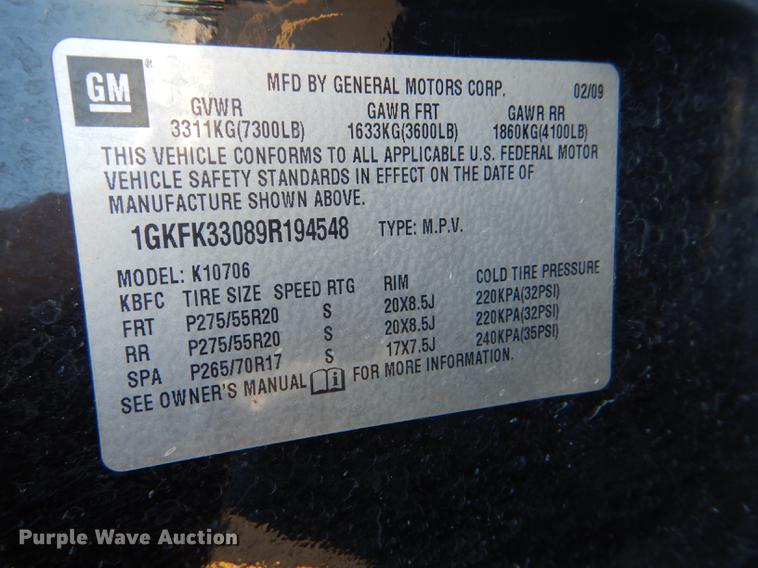 GM ®
MFD BY GENERAL MOTORS CORP. 02/09
GVWR GAWR FRT GAWR RR
3311KG(7300LB) 1633KG(3600LB) 1860KG(4100LB)
THIS VEHICLE CONFORMS TO ALL APPLICABLE U.S. FEDERAL MOTOR
VEHICLE SAFETY STANDARDS IN EFFECT ON THE DATE OF
MANUFACTURE SHOWN ABOVE.
1GKFK33089R194548 TYPE: M.P.V.
MODEL: K10706
KBFC TIRE SIZE SPEED RTG RIM COLD TIRE PRESSURE
FRT P275/55R20 S 20X8.5J 220KPA(32PSI)
RR P275/55R20 S 20X8.5J 220KPA(32PSI)
SPA P265/70R17 S 17X7.5J 240KPA(35PSI)
SEE OWNER'S MANUAL i FOR MORE INFORMATION.
Purple Wave Auction